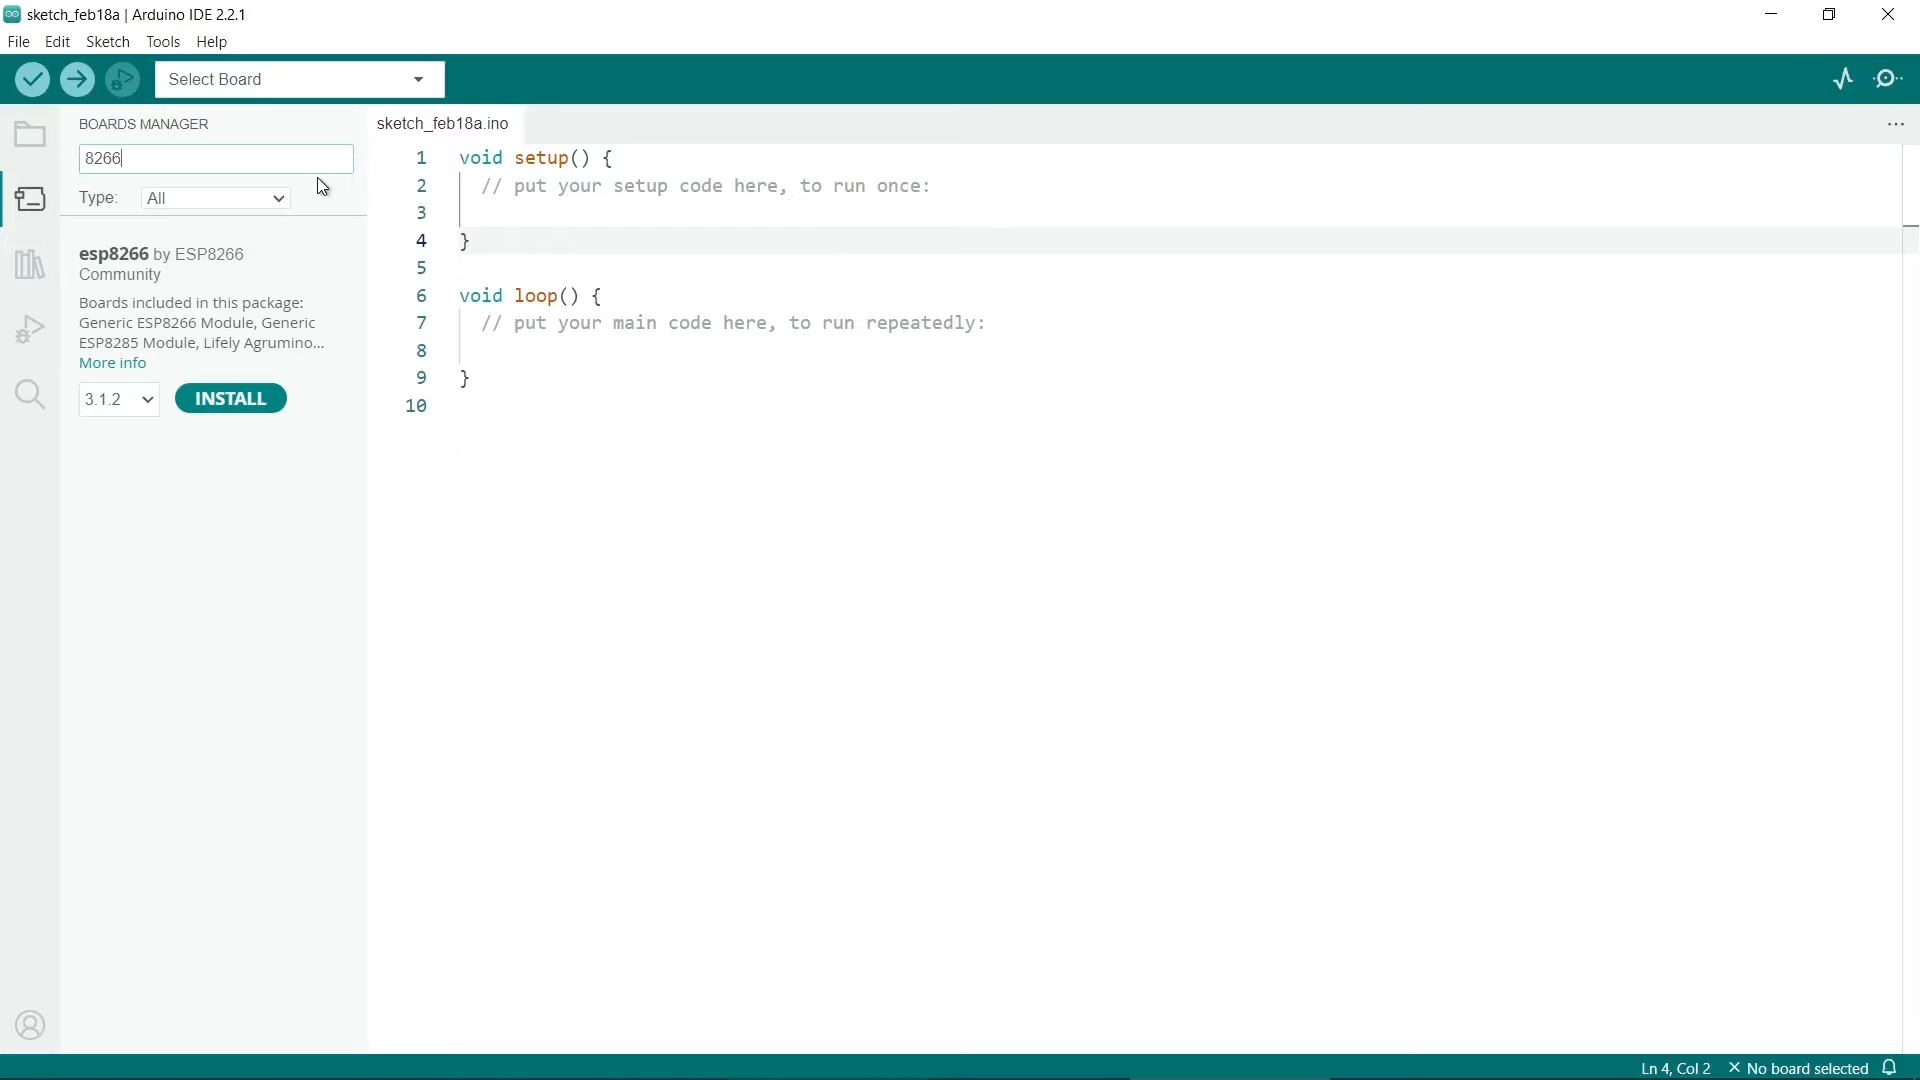 sketch_feb18a | Arduino IDE 2.2.1
File Edit Sketch Tools Help
Select Board
BOARDS MANAGER
8266
Type: All
esp8266 by ESP8266
Community
Boards included in this package:
Generic ESP8266 Module, Generic
ESP8285 Module, Lifely Agrumino...
More info
3.1.2 INSTALL
sketch_feb18a.ino
1 void setup() {
2 // put your setup code here, to run once:
3
4 }
5
6 void loop() {
7 // put your main code here, to run repeatedly:
8
9 }
10
Ln 4, Col 2 × No board selected